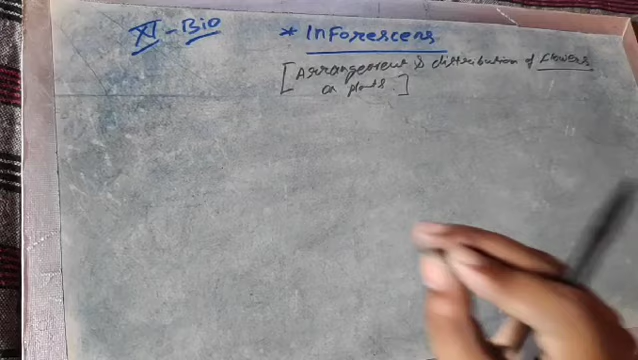 XI - Bio
* Inforescens
[Arrangement & distribution of flowers
on plants]